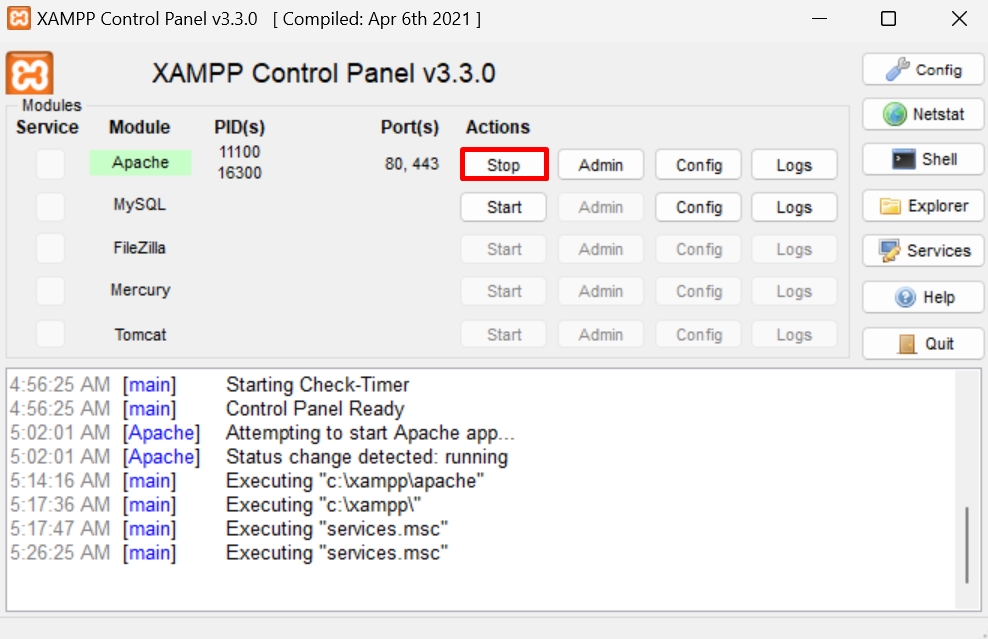 XAMPP Control Panel v3.3.0 [ Compiled: Apr 6th 2021 ]
XAMPP Control Panel v3.3.0
Config
Modules
Service Module PID(s) Port(s) Actions
Netstat
Apache 11100 16300 80, 443 Stop Admin Config Logs
Shell
MySQL Start Admin Config Logs
Explorer
FileZilla Start Admin Config Logs
Services
Mercury Start Admin Config Logs
Help
Tomcat Start Admin Config Logs
Quit
4:56:25 AM [main] Starting Check-Timer
4:56:25 AM [main] Control Panel Ready
5:02:01 AM [Apache] Attempting to start Apache app...
5:02:01 AM [Apache] Status change detected: running
5:14:16 AM [main] Executing "c:\xampp\apache"
5:17:36 AM [main] Executing "c:\xampp\"
5:17:47 AM [main] Executing "services.msc"
5:26:25 AM [main] Executing "services.msc"